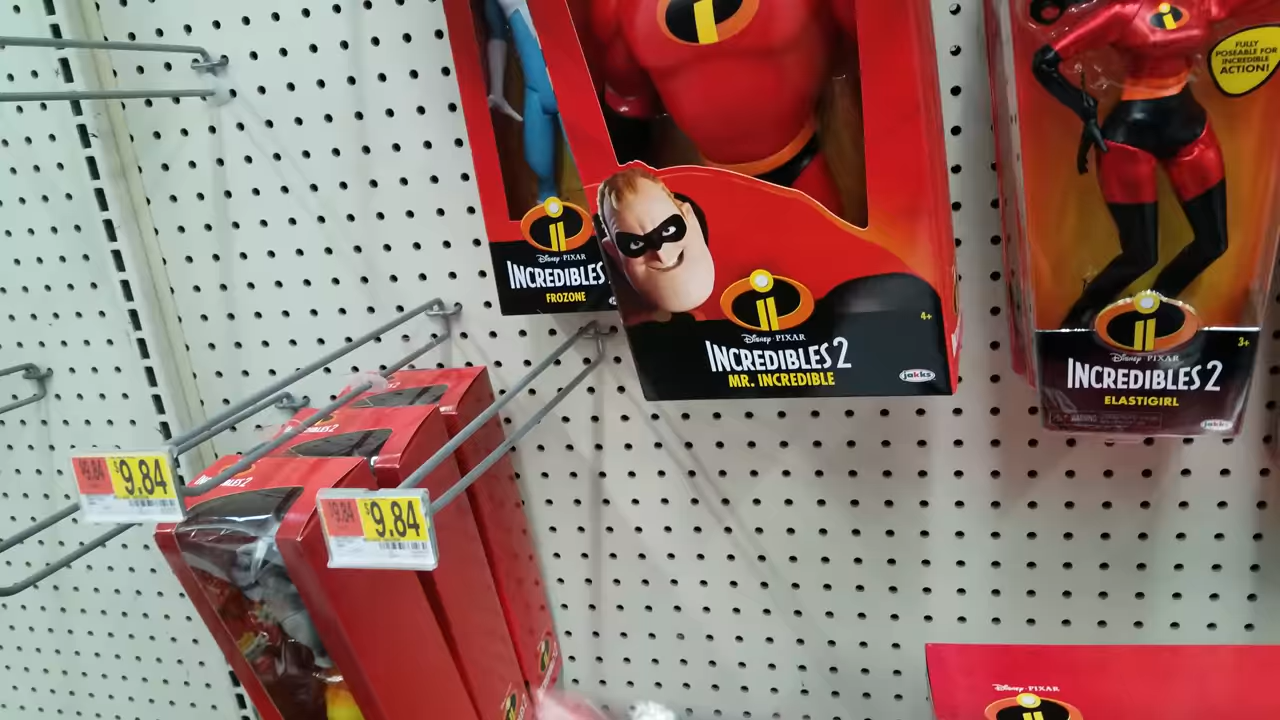 FULLY
POSEABLE FOR
INCREDIBLE
ACTION!
Disney · PIXAR
INCREDIBLES
FROZONE
Disney · PIXAR
INCREDIBLES 2
MR. INCREDIBLE
4+
jakks
Disney · PIXAR
INCREDIBLES 2
ELASTIGIRL
3+
jakks
9.84 $9.84
9.84 $9.84
Disney · PIXAR